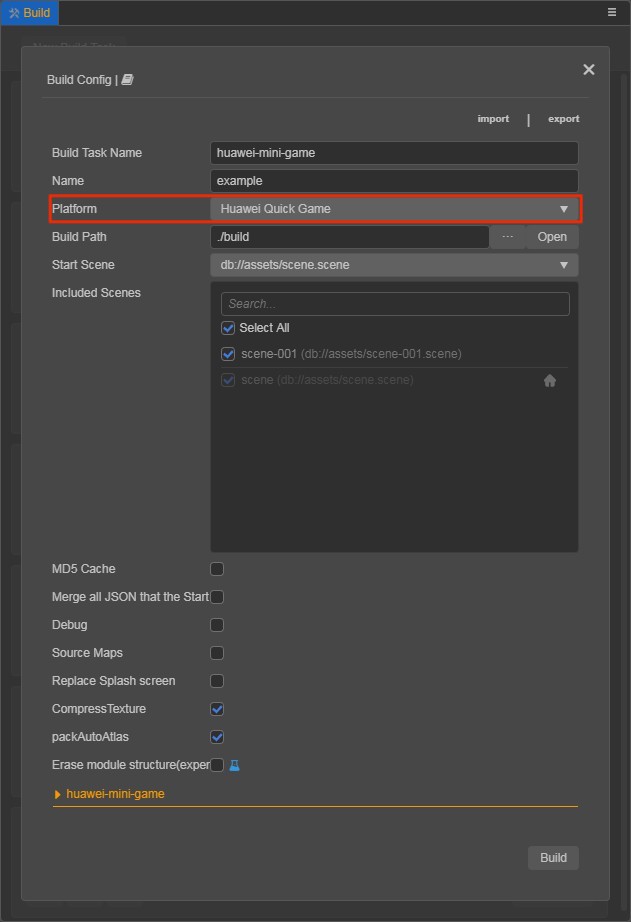 Build
New Build Task
Build Config |
import | export
Build Task Name huawei-mini-game
Name example
Platform Huawei Quick Game
Build Path ./build ... Open
Start Scene db://assets/scene.scene
Included Scenes
Search...
Select All
scene-001 (db://assets/scene-001.scene)
scene (db://assets/scene.scene)
MD5 Cache
Merge all JSON that the Start
Debug
Source Maps
Replace Splash screen
CompressTexture
packAutoAtlas
Erase module structure(exper
huawei-mini-game
Build